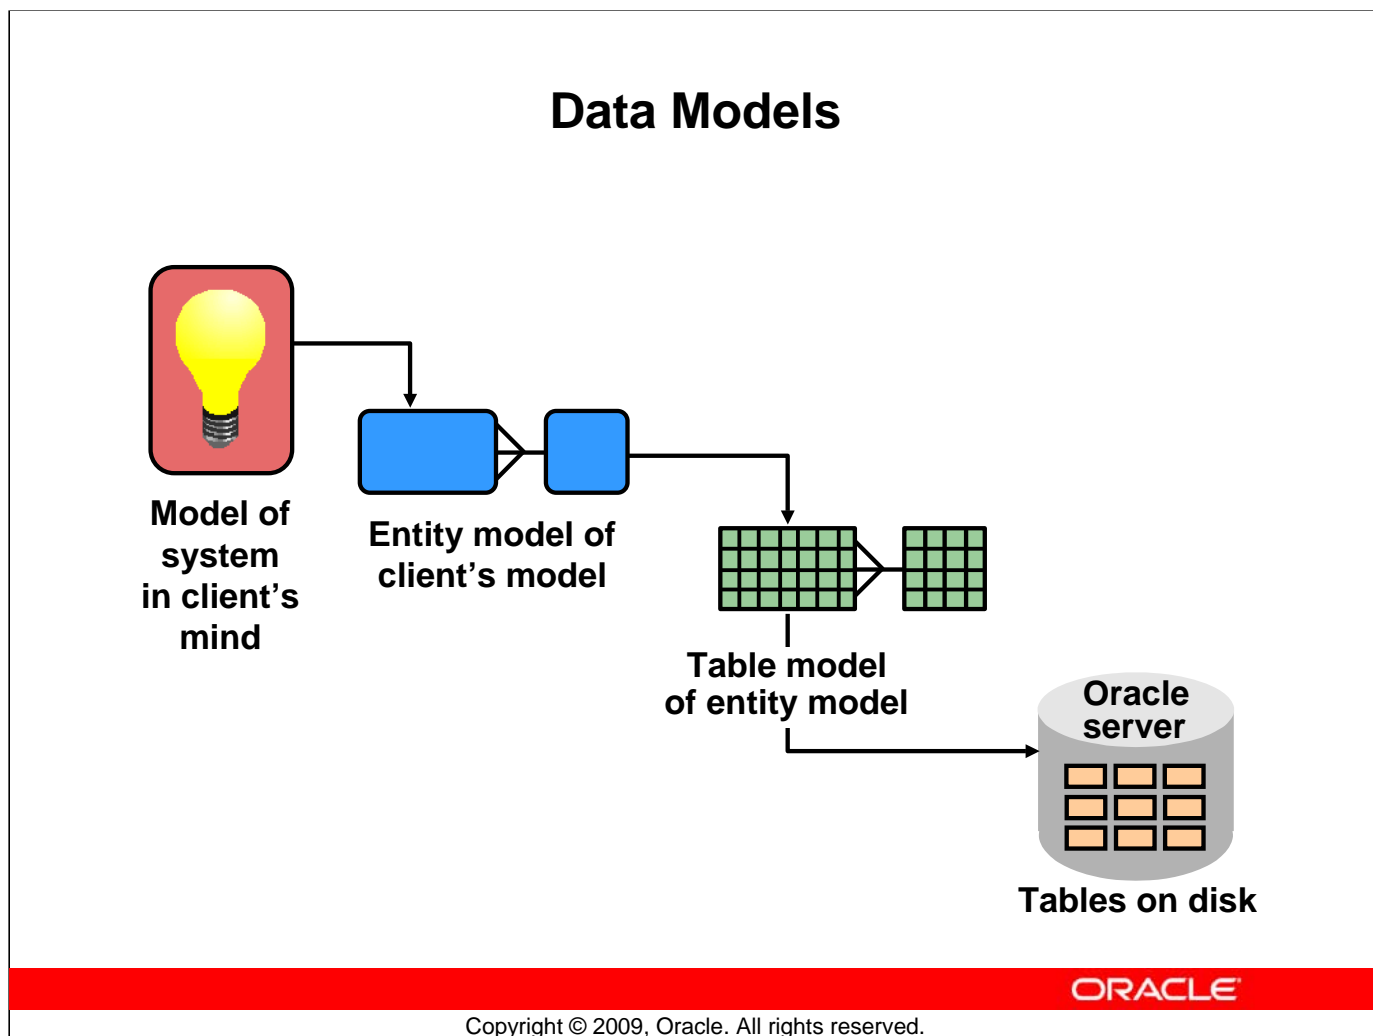 Data Models
Model of
system
in client's
mind
Entity model of
client's model
Table model
of entity model
Oracle
server
Tables on disk
ORACLE
Copyright © 2009, Oracle. All rights reserved.